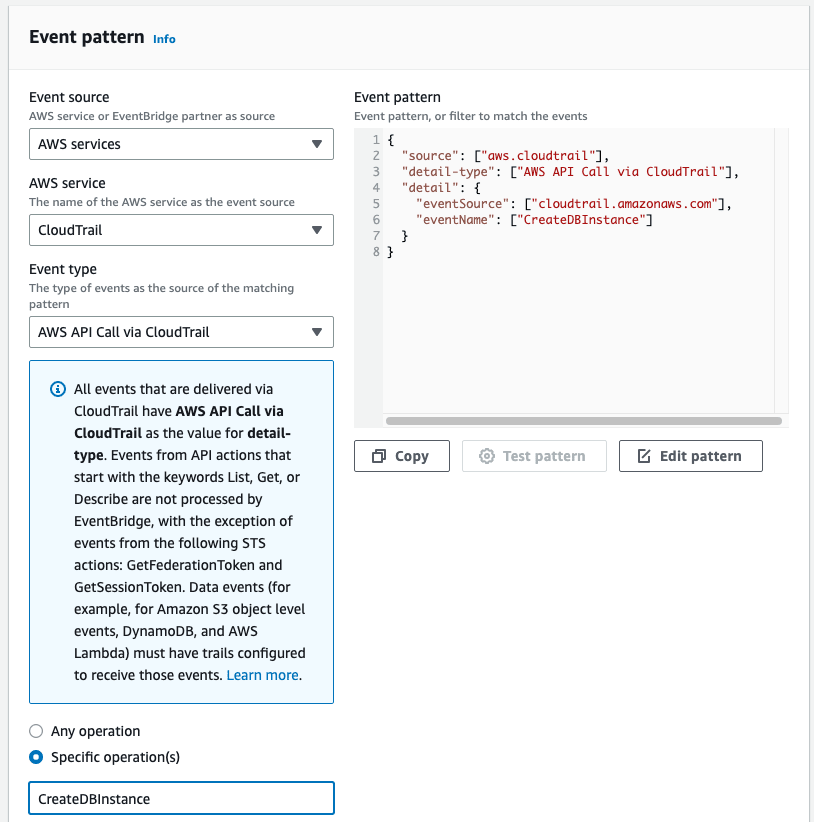 Event pattern Info
Event source
AWS service or EventBridge partner as source
AWS services
AWS service
The name of the AWS service as the event source
CloudTrail
Event type
The type of events as the source of the matching
pattern
AWS API Call via CloudTrail
All events that are delivered via
CloudTrail have AWS API Call via
CloudTrail as the value for detail-
type. Events from API actions that
start with the keywords List, Get, or
Describe are not processed by
EventBridge, with the exception of
events from the following STS
actions: GetFederationToken and
GetSessionToken. Data events (for
example, for Amazon S3 object level
events, DynamoDB, and AWS
Lambda) must have trails configured
to receive those events. Learn more.
Any operation
Specific operation(s)
CreateDBInstance
Event pattern
Event pattern, or filter to match the events
1 {
2   "source": ["aws.cloudtrail"],
3   "detail-type": ["AWS API Call via CloudTrail"],
4   "detail": {
5     "eventSource": ["cloudtrail.amazonaws.com"],
6     "eventName": ["CreateDBInstance"]
7   }
8 }
Copy
Test pattern
Edit pattern